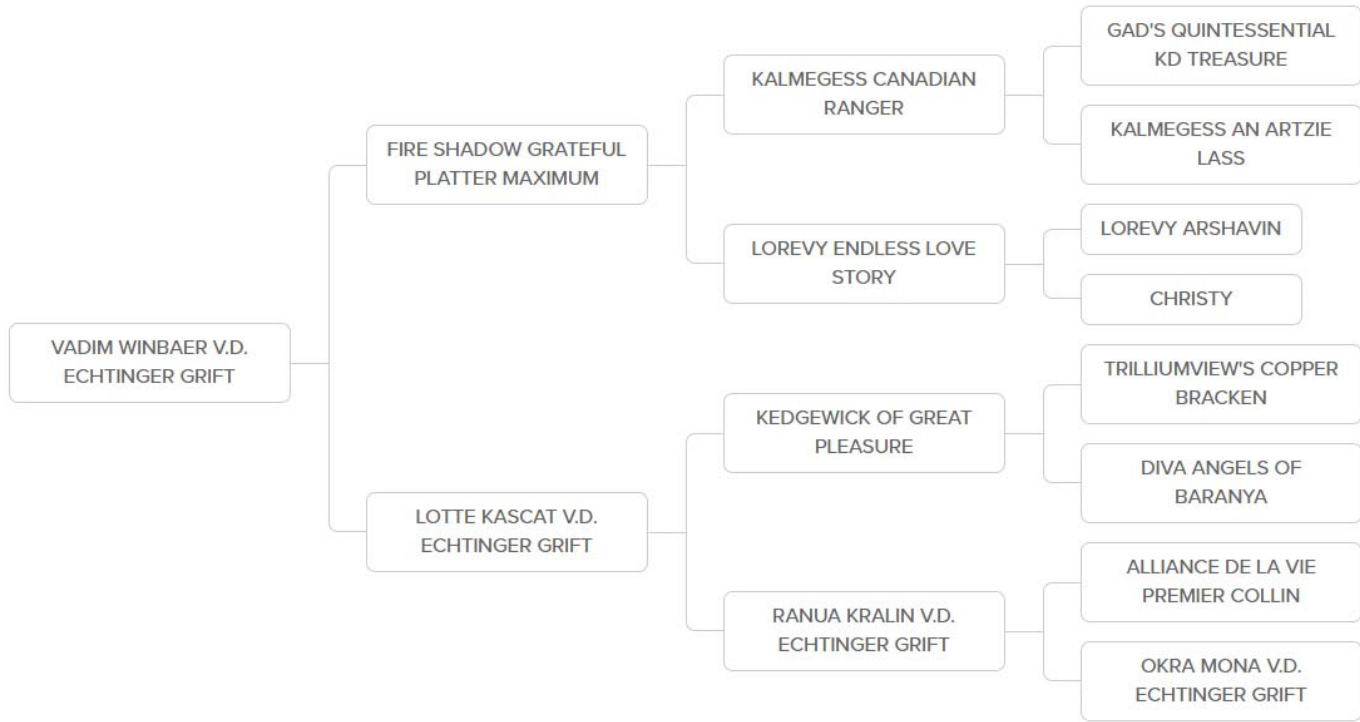 GAD'S QUINTESSENTIAL
KD TREASURE
KALMEGESS CANADIAN
RANGER
KALMEGESS AN ARTZIE
LASS
FIRE SHADOW GRATEFUL
PLATTER MAXIMUM
LOREVY ARSHAVIN
LOREVY ENDLESS LOVE
STORY
CHRISTY
VADIM WINBAER V.D.
ECHTINGER GRIFT
TRILLIUMVIEW'S COPPER
BRACKEN
KEDGEWICK OF GREAT
PLEASURE
DIVA ANGELS OF
BARANYA
LOTTE KASCAT V.D.
ECHTINGER GRIFT
ALLIANCE DE LA VIE
PREMIER COLLIN
RANUA KRALIN V.D.
ECHTINGER GRIFT
OKRA MONA V.D.
ECHTINGER GRIFT